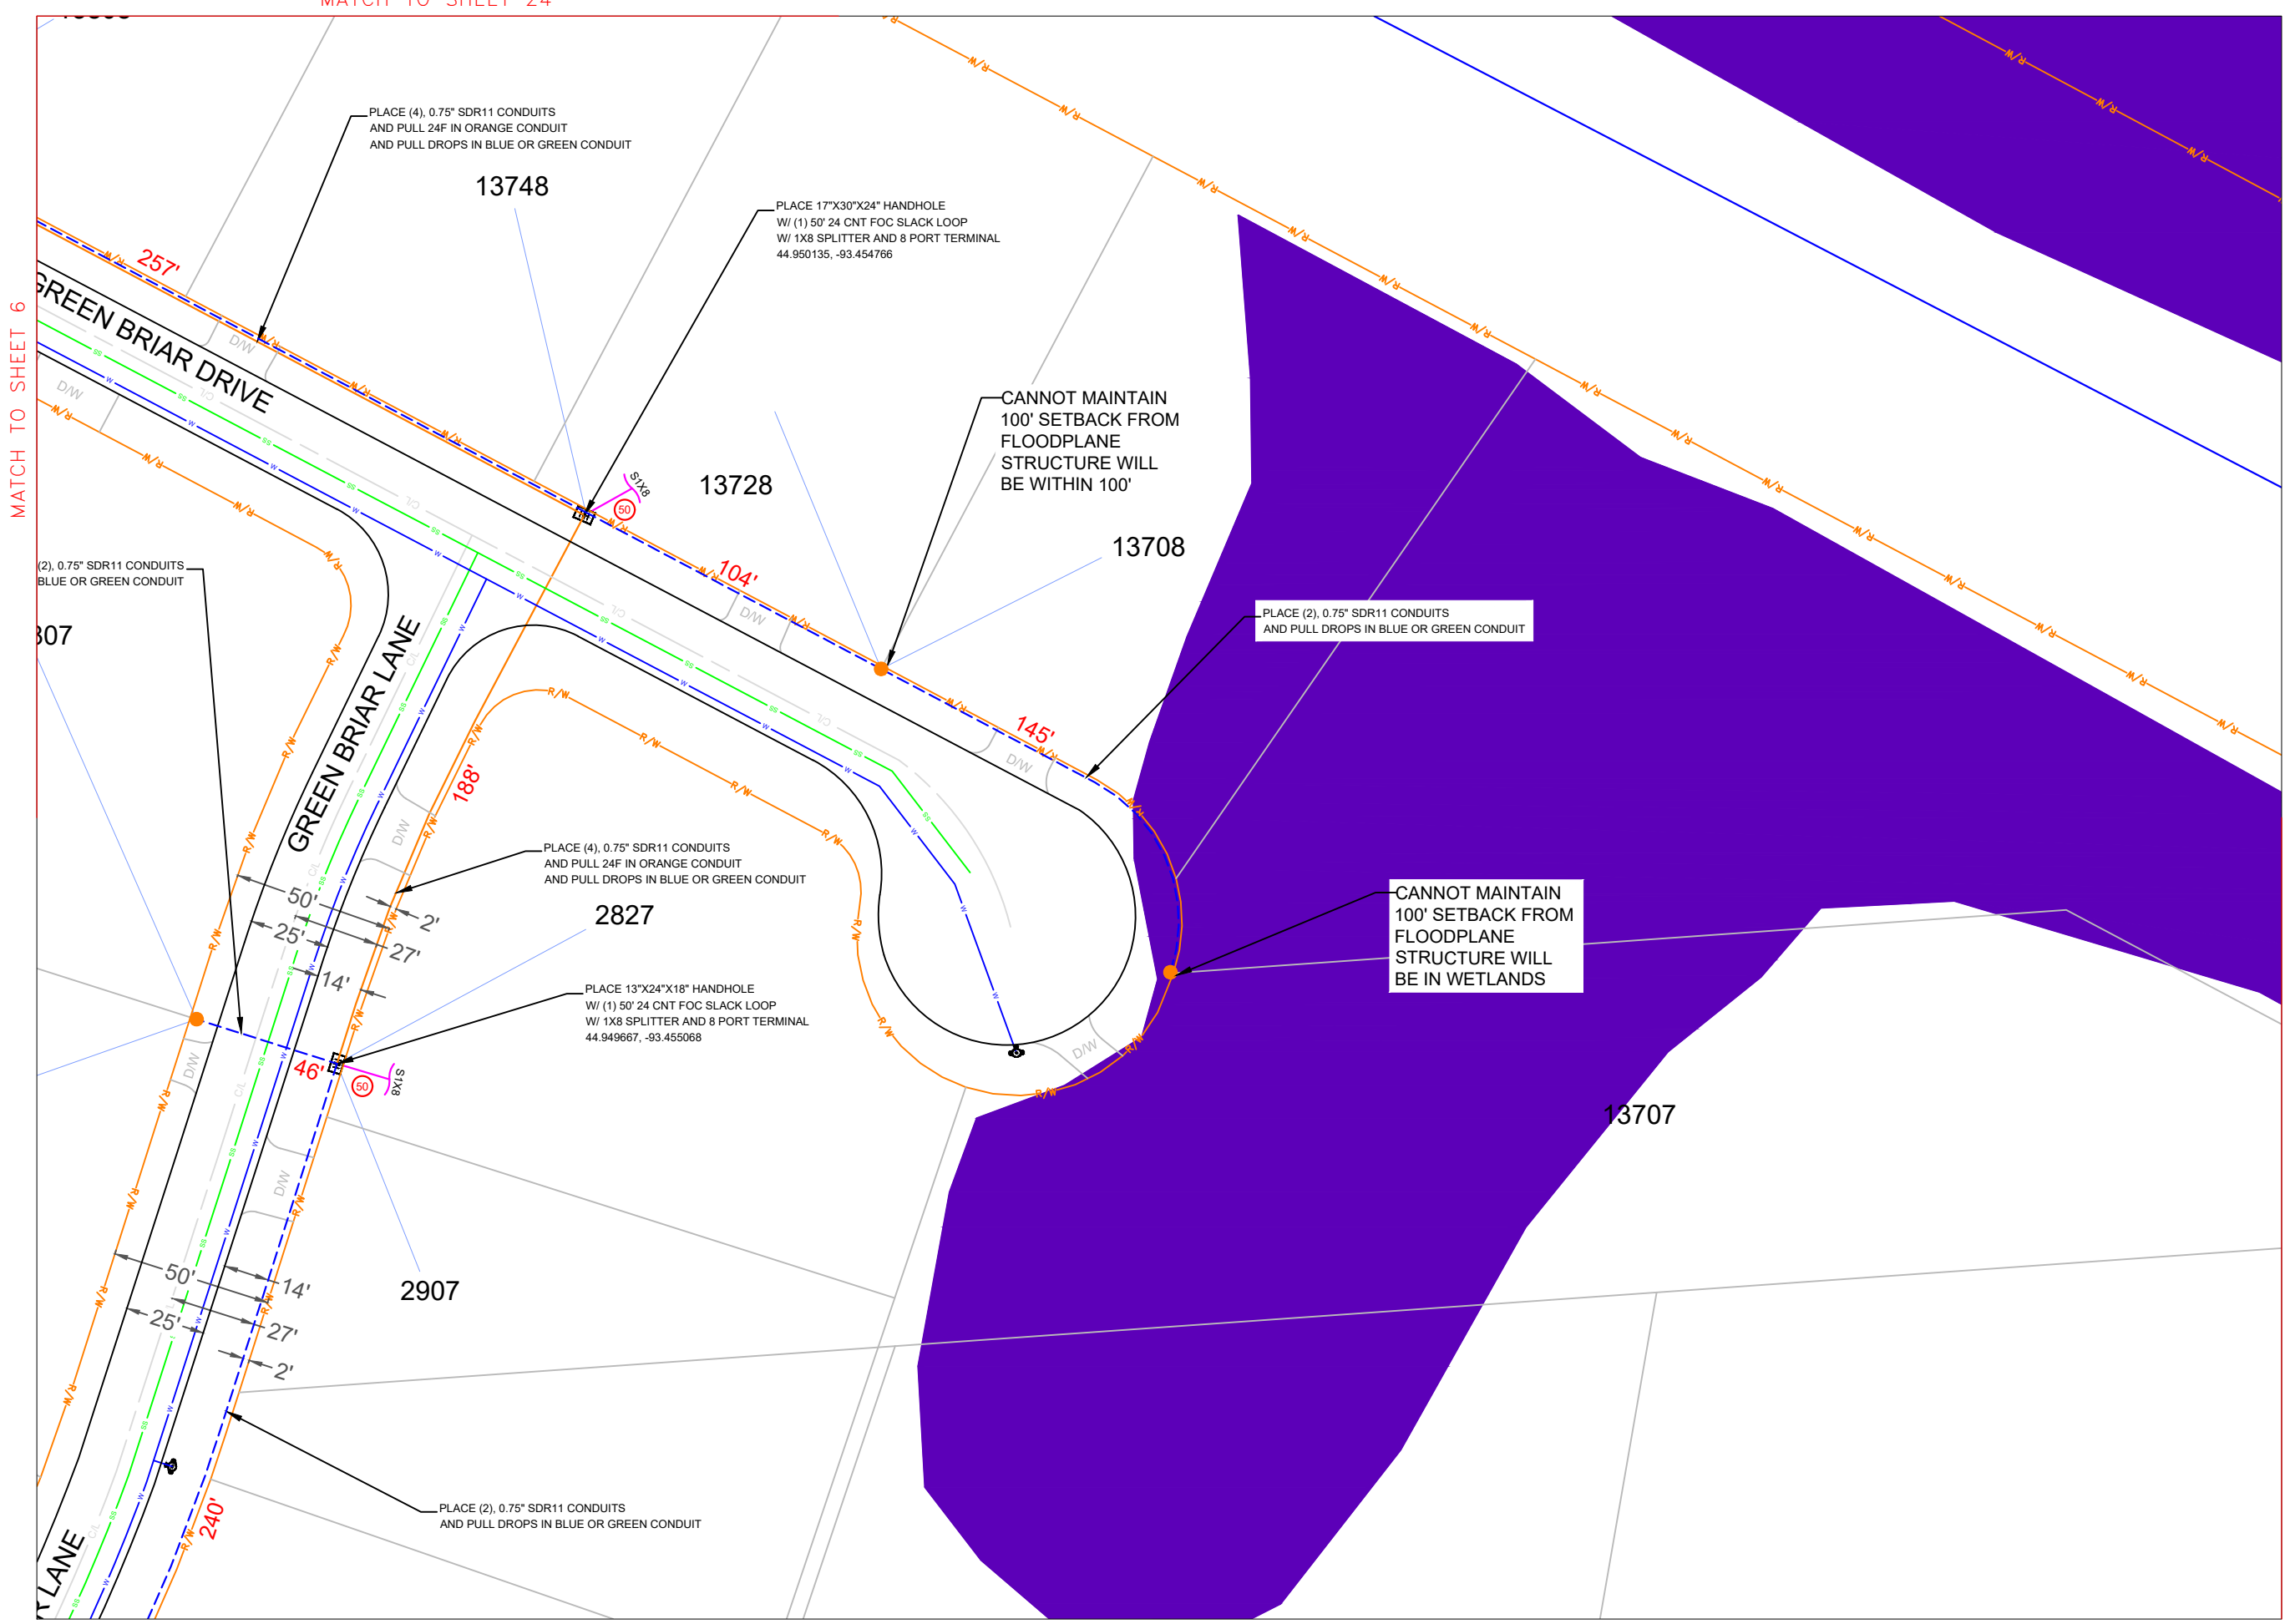 MATCH TO SHEET 24
MATCH TO SHEET 6
PLACE (4), 0.75" SDR11 CONDUITS
AND PULL 24F IN ORANGE CONDUIT
AND PULL DROPS IN BLUE OR GREEN CONDUIT
13748
PLACE 17"X30"X24" HANDHOLE
W/ (1) 50' 24 CNT FOC SLACK LOOP
W/ 1X8 SPLITTER AND 8 PORT TERMINAL
44.950135, -93.454766
257'
GREEN BRIAR DRIVE
D/W
D/W
C/L
SS
W
R/W
CANNOT MAINTAIN
100' SETBACK FROM
FLOODPLANE
STRUCTURE WILL
BE WITHIN 100'
13728
S1X8
50
13708
104'
D/W
(2), 0.75" SDR11 CONDUITS
BLUE OR GREEN CONDUIT
307
PLACE (2), 0.75" SDR11 CONDUITS
AND PULL DROPS IN BLUE OR GREEN CONDUIT
145'
D/W
GREEN BRIAR LANE
188'
D/W
PLACE (4), 0.75" SDR11 CONDUITS
AND PULL 24F IN ORANGE CONDUIT
AND PULL DROPS IN BLUE OR GREEN CONDUIT
2827
50'
2'
25'
27'
14'
CANNOT MAINTAIN
100' SETBACK FROM
FLOODPLANE
STRUCTURE WILL
BE IN WETLANDS
PLACE 13"X24"X18" HANDHOLE
W/ (1) 50' 24 CNT FOC SLACK LOOP
W/ 1X8 SPLITTER AND 8 PORT TERMINAL
44.949667, -93.455068
46'
50
S1X8
D/W
D/W
13707
D/W
2907
50'
14'
25'
27'
2'
PLACE (2), 0.75" SDR11 CONDUITS
AND PULL DROPS IN BLUE OR GREEN CONDUIT
240'
R LANE